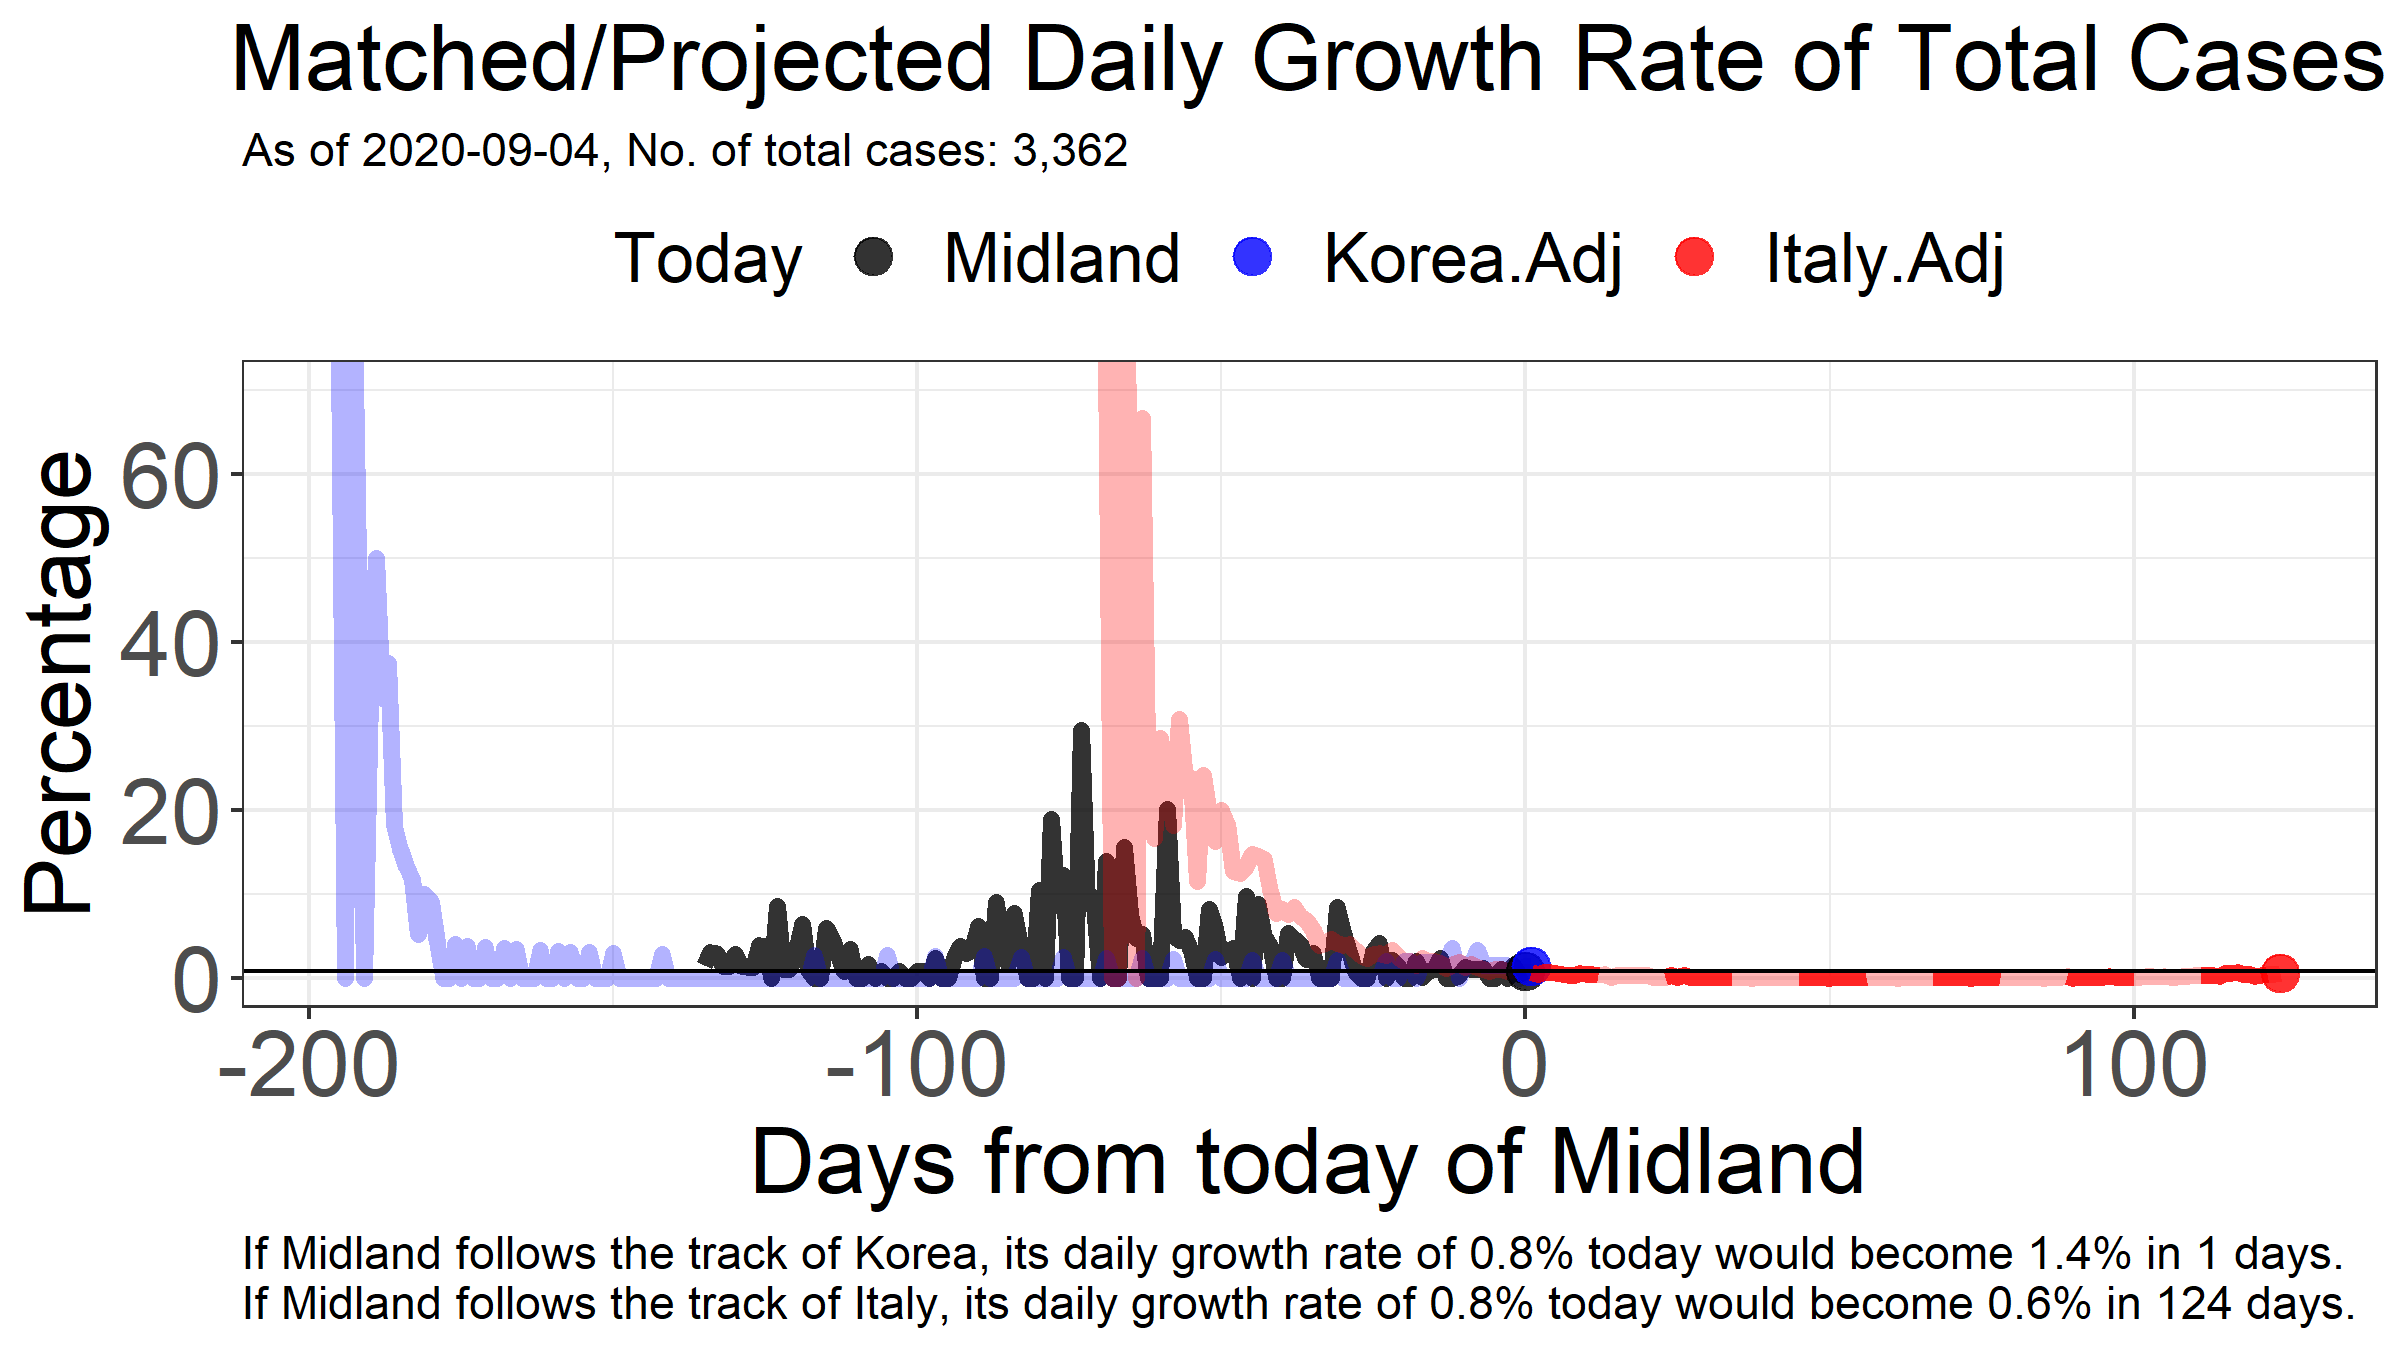 Matched/Projected Daily Growth Rate of Total Cases
As of 2020-09-04, No. of total cases: 3,362
Today Midland Korea.Adj Italy.Adj
Percentage
60
40
20
0
-200 -100 0 100
Days from today of Midland
If Midland follows the track of Korea, its daily growth rate of 0.8% today would become 1.4% in 1 days.
If Midland follows the track of Italy, its daily growth rate of 0.8% today would become 0.6% in 124 days.